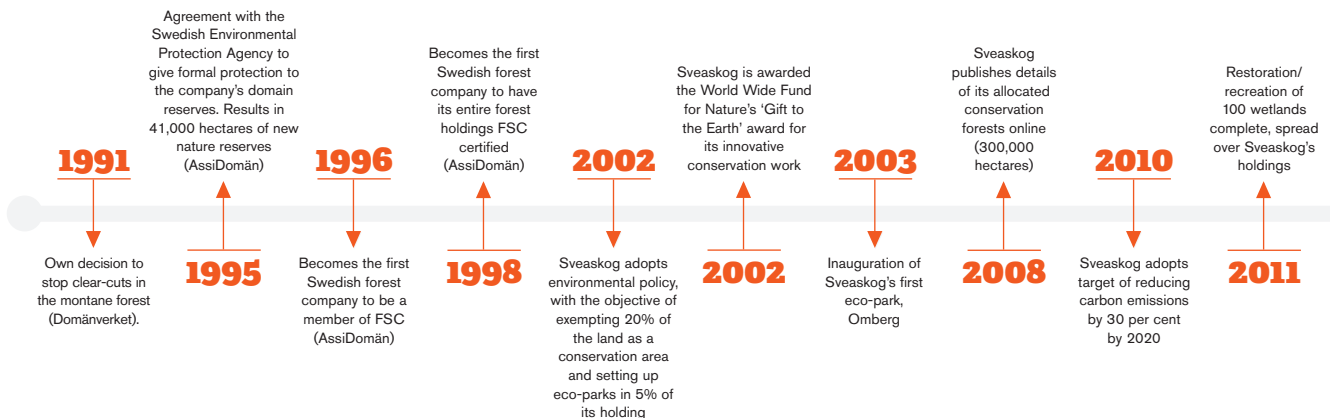 1991
Own decision to
stop clear-cuts in
the montane forest
(Domänverket).
Agreement with the
Swedish Environmental
Protection Agency to
give formal protection to
the company's domain
reserves. Results in
41,000 hectares of new
nature reserves
(AssiDomän)
1995
1996
Becomes the first
Swedish forest
company to be a
member of FSC
(AssiDomän)
Becomes the first
Swedish forest
company to have
its entire forest
holdings FSC
certified
(AssiDomän)
1998
2002
Sveaskog adopts
environmental policy,
with the objective of
exempting 20% of
the land as a
conservation area
and setting up
eco-parks in 5% of
its holding
Sveaskog is awarded
the World Wide Fund
for Nature's ‘Gift to
the Earth’ award for
its innovative
conservation work
2002
2003
Inauguration of
Sveaskog's first
eco-park,
Omberg
Sveaskog
publishes details
of its allocated
conservation
forests online
(300,000
hectares)
2008
2010
Sveaskog adopts
target of reducing
carbon emissions
by 30 per cent
by 2020
Restoration/
recreation of
100 wetlands
complete, spread
over Sveaskog's
holdings
2011